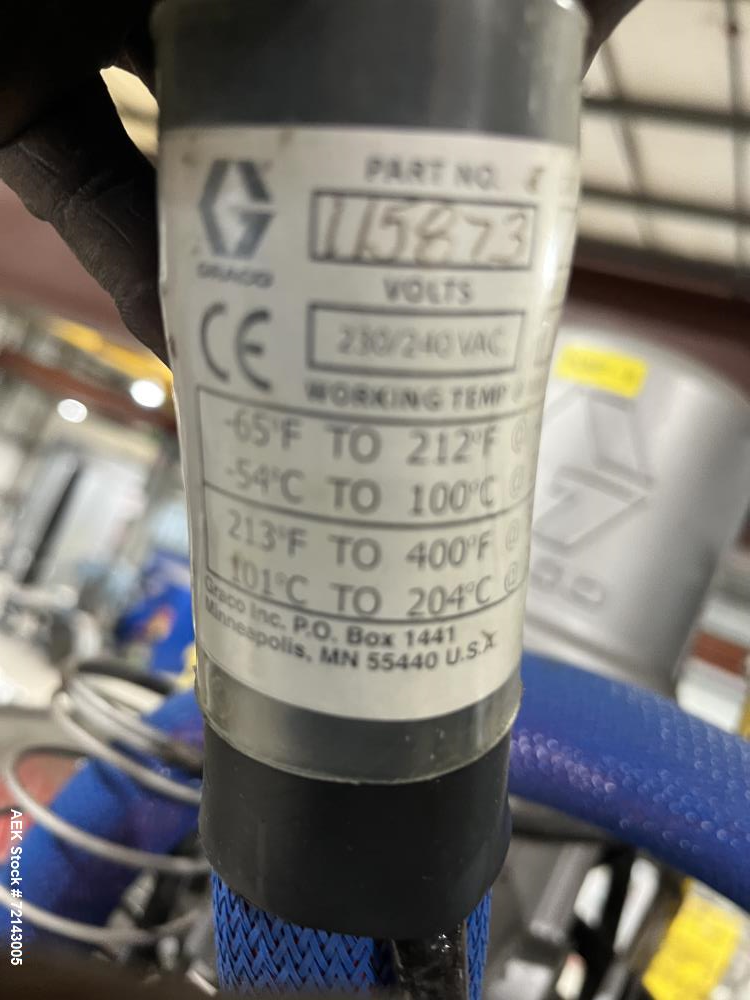 PART NO.
115873
GRACO
VOLTS
230/240 VAC
CE
WORKING TEMP
-65°F TO 212°F @
-54°C TO 100°C @
213°F TO 400°F @
101°C TO 204°C @
Graco Inc. P.O. Box 1441
Minneapolis, MN 55440 U.S.A
AEK Stock # 72143005